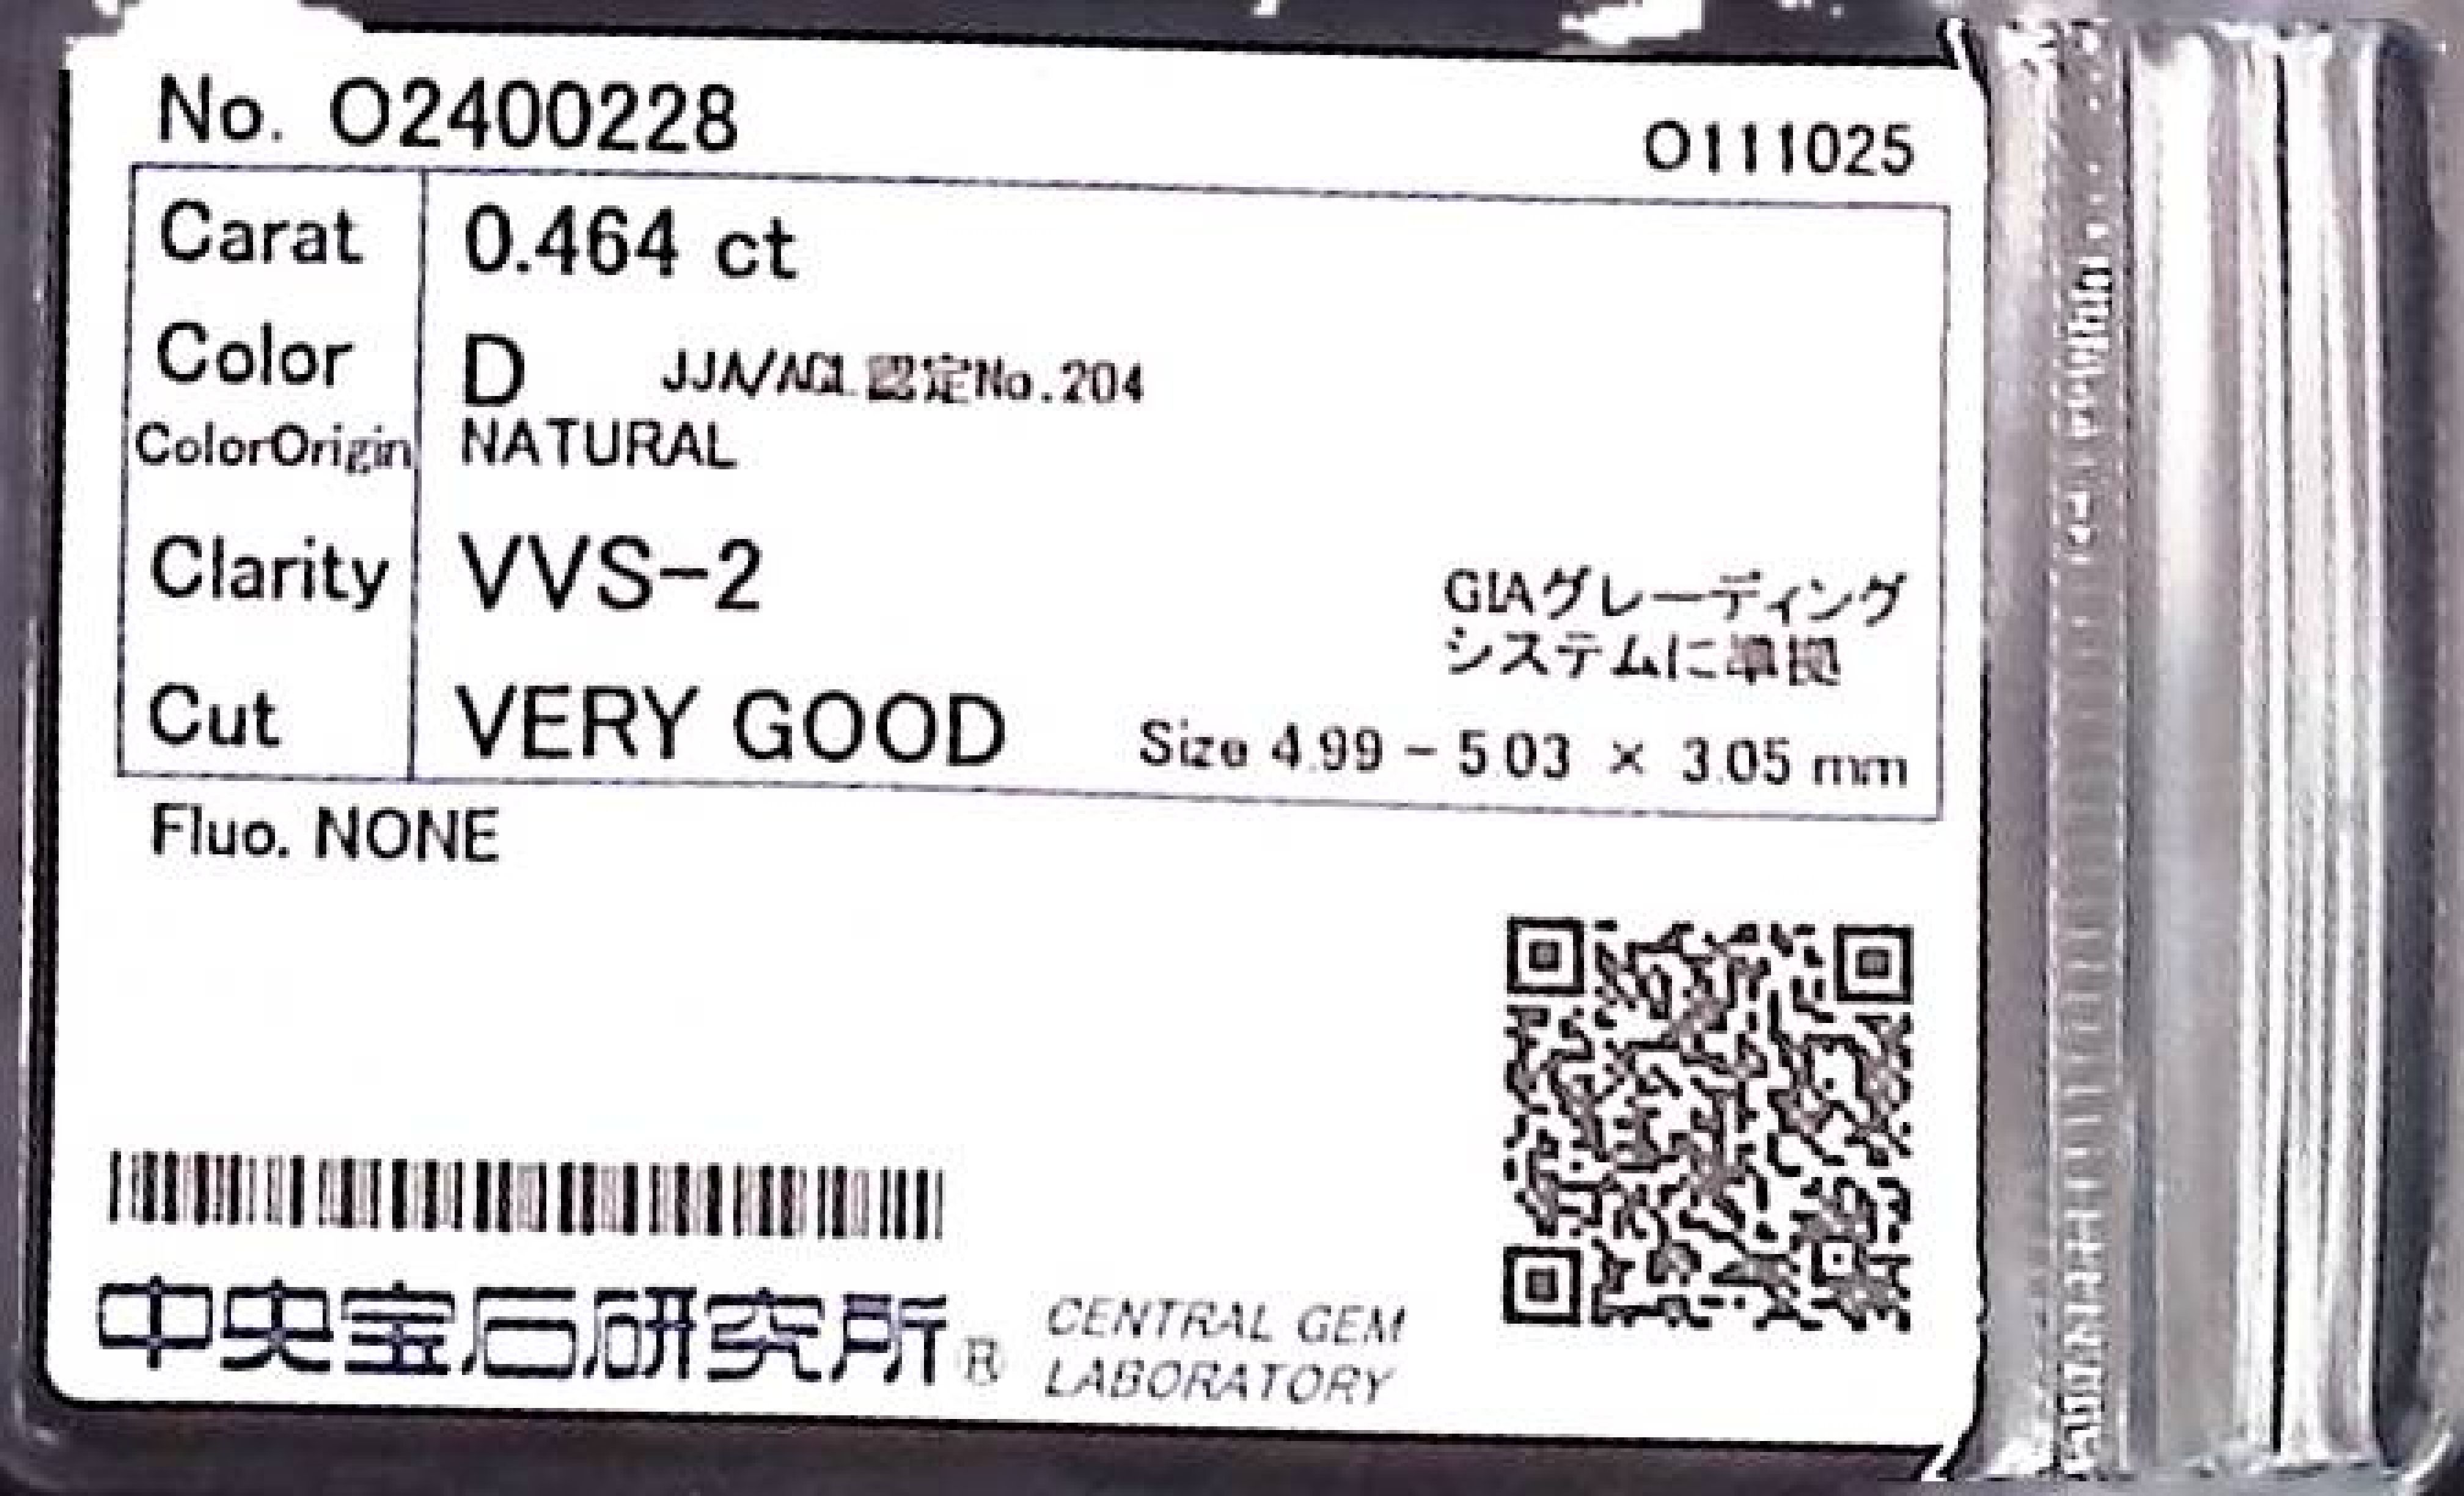 No. O2400228
O111025
Carat 0.464 ct
Color D JJA/AGL認定No.204
ColorOrigin NATURAL
Clarity VVS-2
GIAグレーディング
システムに準拠
Cut VERY GOOD Size 4.99 - 5.03 × 3.05 mm
Fluo. NONE
中央宝石研究所® CENTRAL GEM
LABORATORY